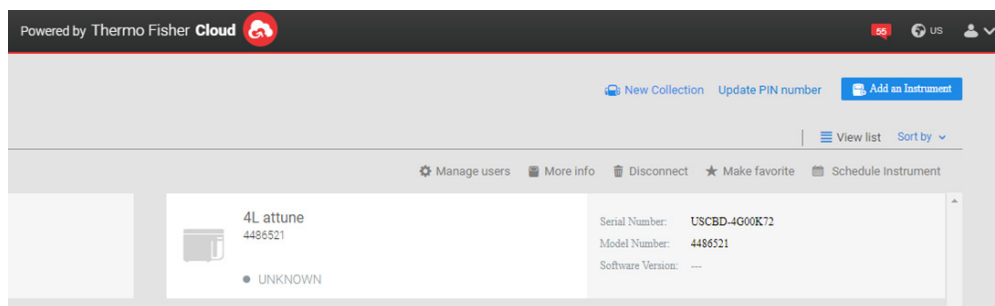 Powered by Thermo Fisher Cloud
55
US
New Collection
Update PIN number
Add an Instrument
View list
Sort by
Manage users
More info
Disconnect
Make favorite
Schedule Instrument
4L attune
4486521
UNKNOWN
Serial Number: USCBD-4G00K72
Model Number: 4486521
Software Version: ---